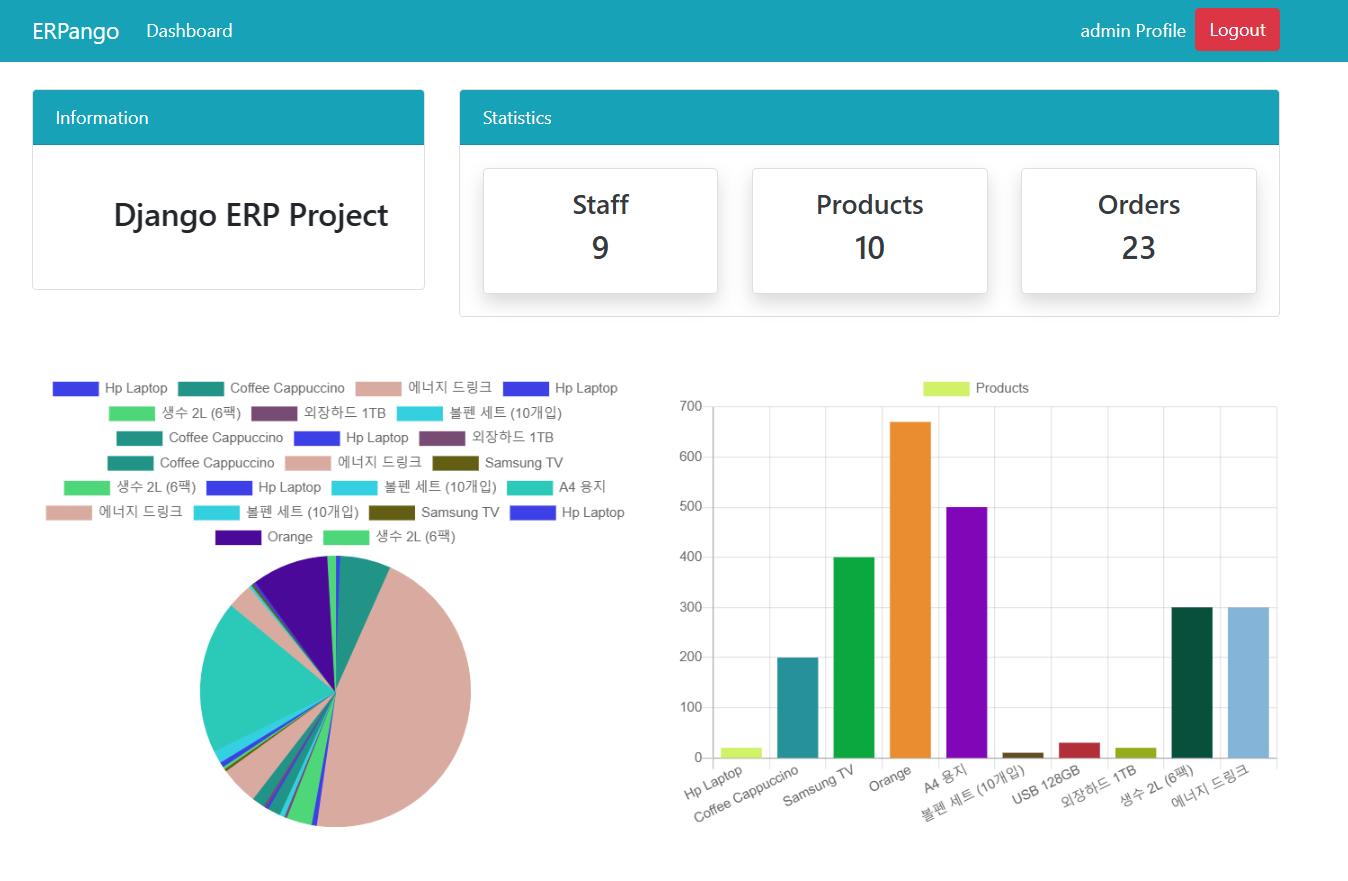 ERPango Dashboard admin Profile Logout
Information
Django ERP Project
Statistics
Staff
9
Products
10
Orders
23
Hp Laptop Coffee Cappuccino 에너지 드링크 Hp Laptop
생수 2L (6팩) 외장하드 1TB 볼펜 세트 (10개입)
Coffee Cappuccino Hp Laptop 외장하드 1TB
Coffee Cappuccino 에너지 드링크 Samsung TV
생수 2L (6팩) Hp Laptop 볼펜 세트 (10개입) A4 용지
에너지 드링크 볼펜 세트 (10개입) Samsung TV Hp Laptop
Orange 생수 2L (6팩)
Products
700
600
500
400
300
200
100
0
Hp Laptop
Coffee Cappuccino
Samsung TV
Orange
A4 용지
볼펜 세트 (10개입)
USB 128GB
외장하드 1TB
생수 2L (6팩)
에너지 드링크